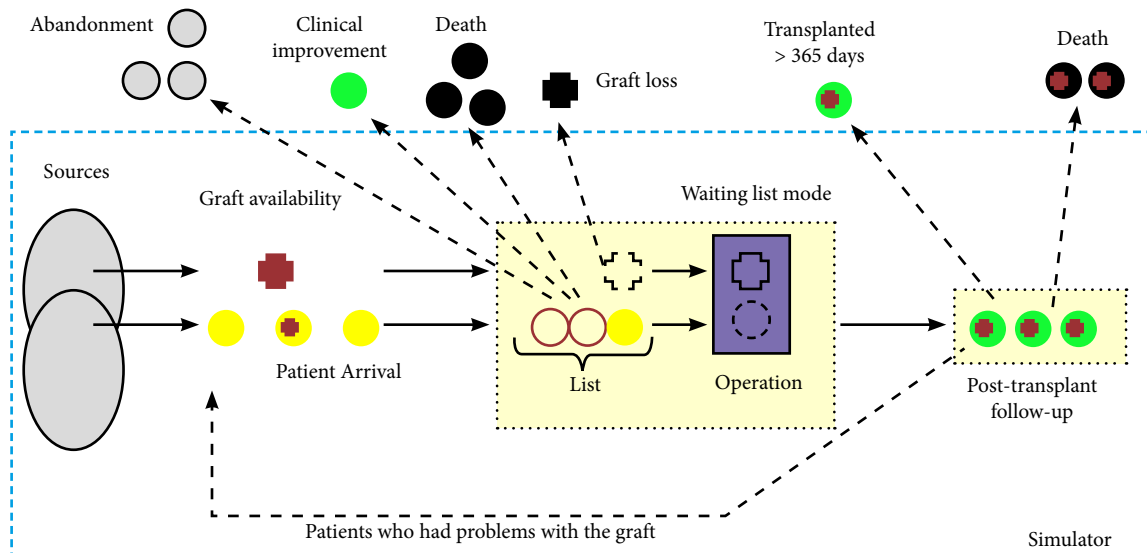 Abandonment
Clinical
improvement
Death
Graft loss
Transplanted
> 365 days
Death
Sources
Graft availability
Waiting list mode
Patient Arrival
List
Operation
Post-transplant
follow-up
Patients who had problems with the graft
Simulator